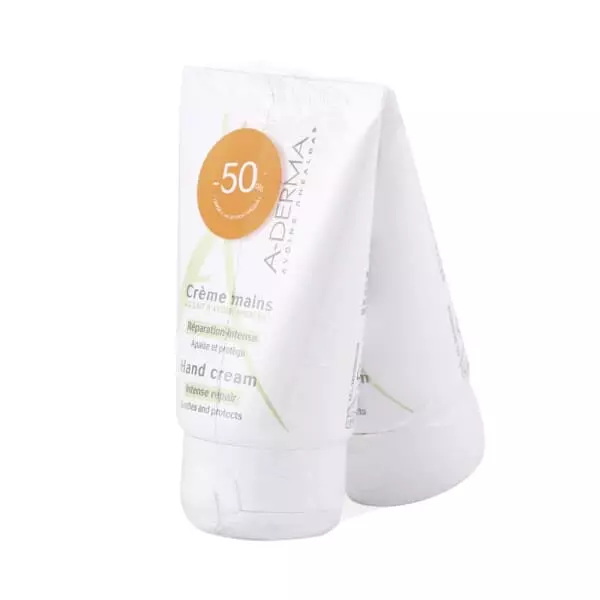 -50%
A-DERMA
AVOINE RHEALBA®
Crème mains
Réparation-intense
Apaise et protège
Hand cream
Intense repair
Soothes and protects